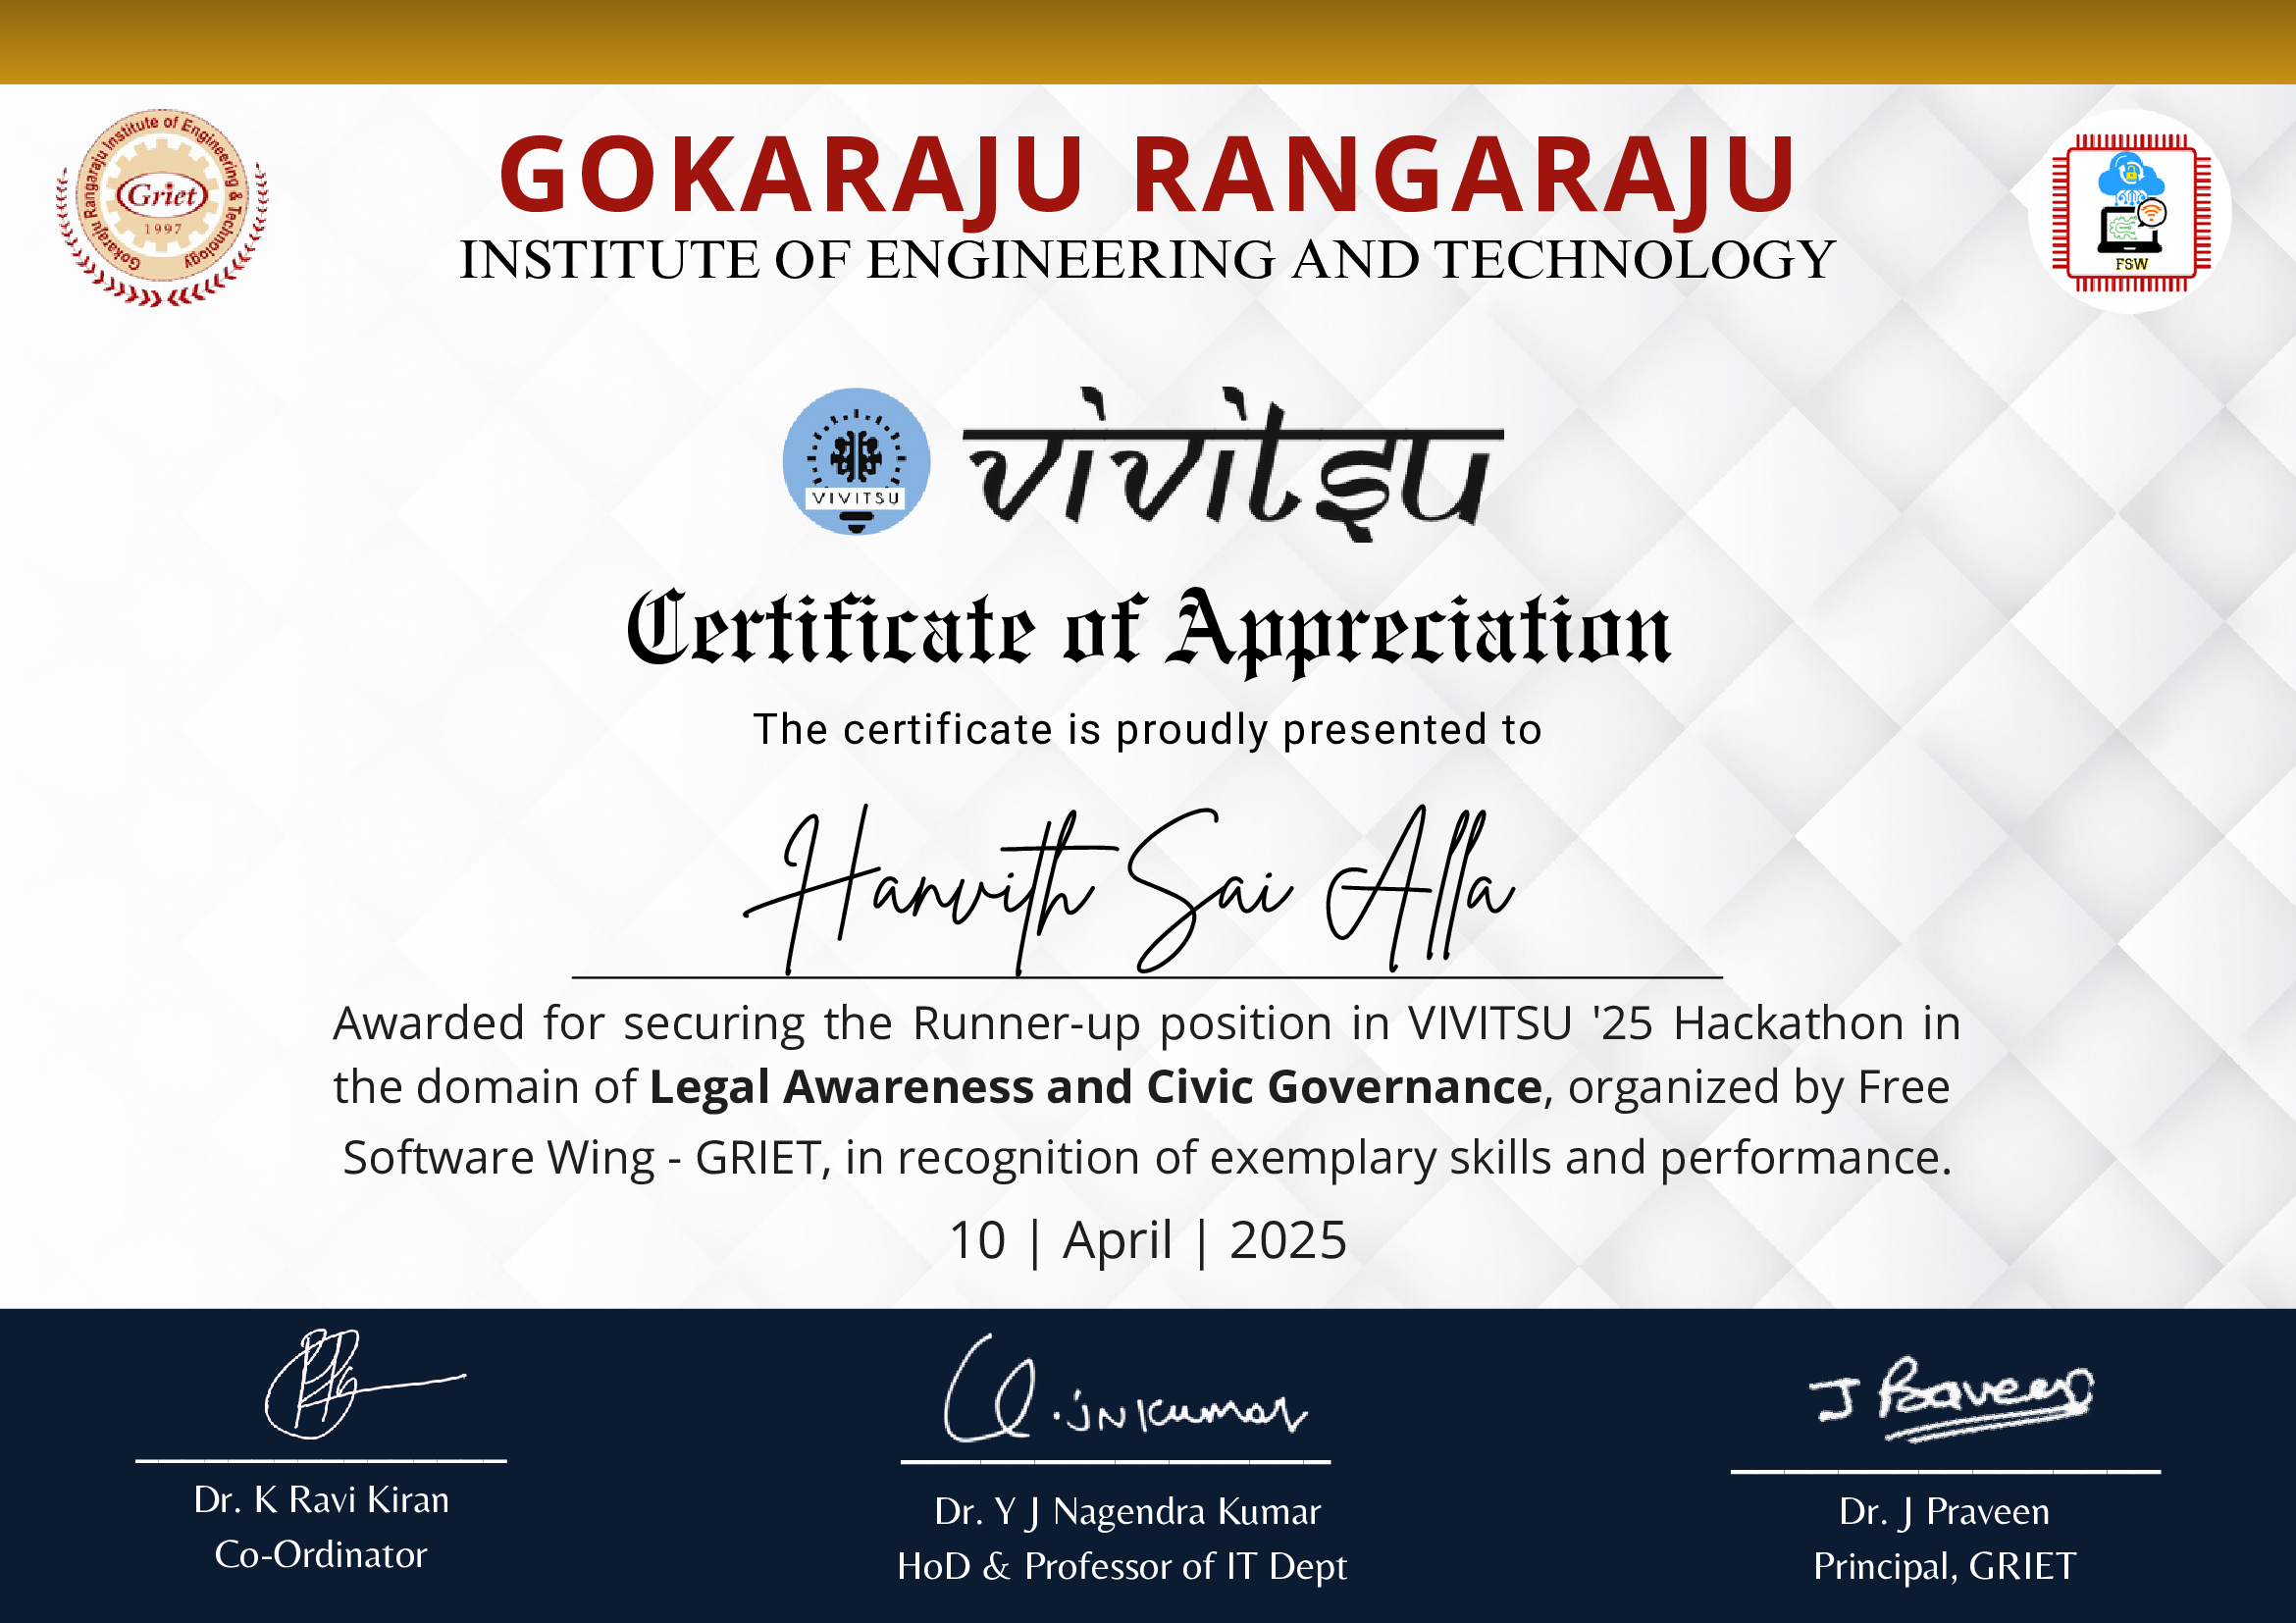 Gokaraju Rangaraju Institute of Engineering & Technology
Griet
1997
GOKARAJU RANGARAJU
INSTITUTE OF ENGINEERING AND TECHNOLOGY
FSW
VIVITSU
vivitsu
Certificate of Appreciation
The certificate is proudly presented to
Hanvith Sai Alla
Awarded for securing the Runner-up position in VIVITSU '25 Hackathon in
the domain of Legal Awareness and Civic Governance, organized by Free
Software Wing - GRIET, in recognition of exemplary skills and performance.
10 | April | 2025
J Praveen
Dr. K Ravi Kiran
Co-Ordinator
Dr. Y J Nagendra Kumar
HoD & Professor of IT Dept
Dr. J Praveen
Principal, GRIET